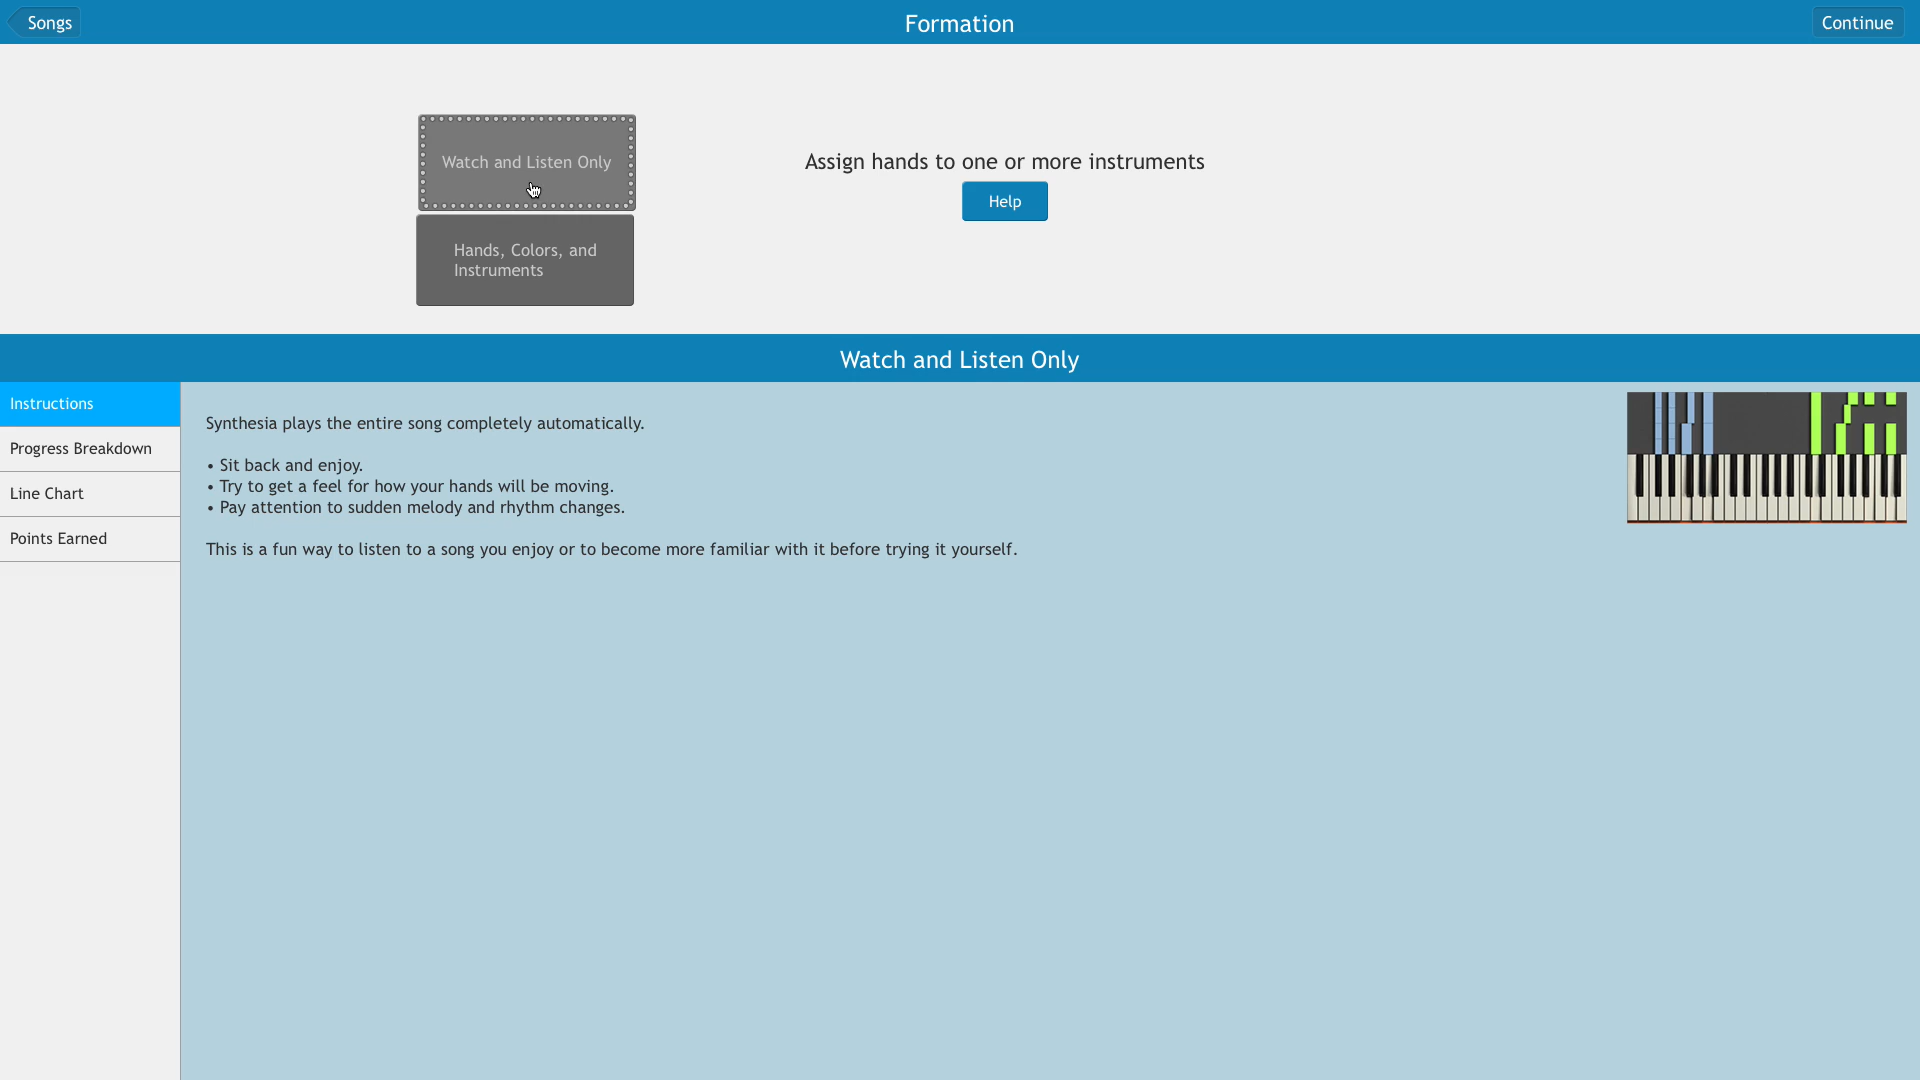 Songs
Formation
Continue
Watch and Listen Only
Assign hands to one or more instruments
Help
Hands, Colors, and
Instruments
Watch and Listen Only
Instructions
Progress Breakdown
Line Chart
Points Earned
Synthesia plays the entire song completely automatically.
• Sit back and enjoy.
• Try to get a feel for how your hands will be moving.
• Pay attention to sudden melody and rhythm changes.
This is a fun way to listen to a song you enjoy or to become more familiar with it before trying it yourself.